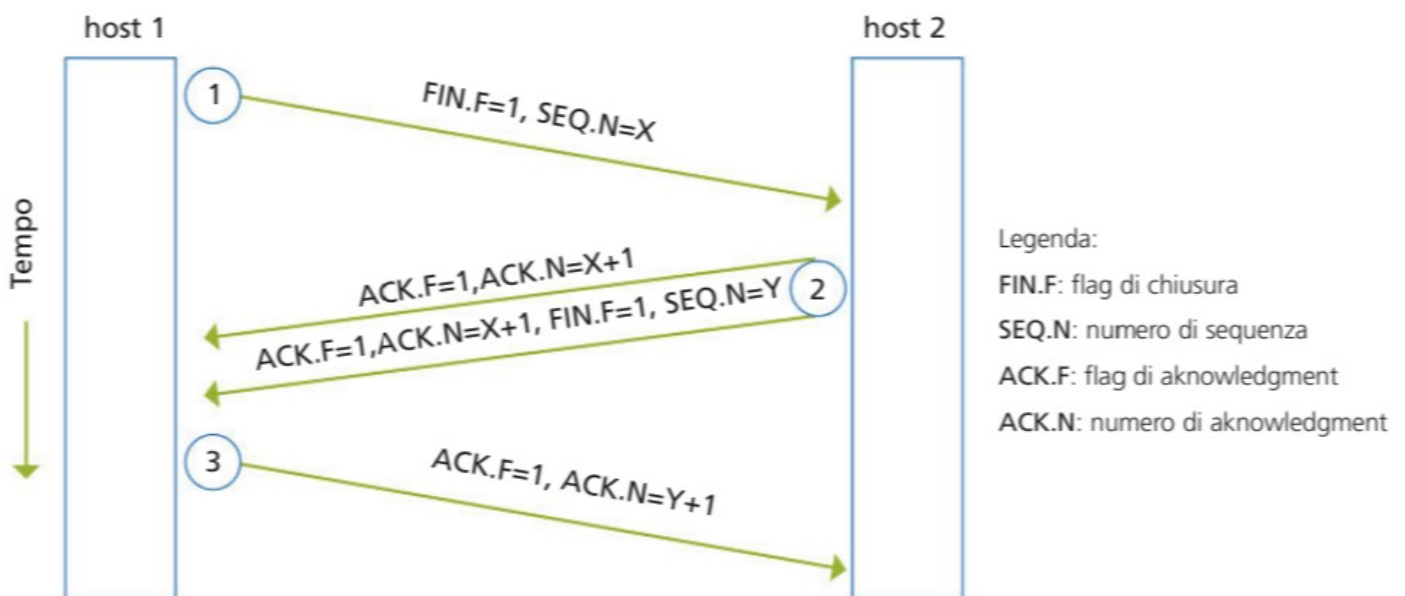 host 1
host 2
1
FIN.F=1, SEQ.N=X
Tempo
ACK.F=1,ACK.N=X+1
2
ACK.F=1,ACK.N=X+1, FIN.F=1, SEQ.N=Y
3
ACK.F=1, ACK.N=Y+1
Legenda:
FIN.F: flag di chiusura
SEQ.N: numero di sequenza
ACK.F: flag di aknowledgment
ACK.N: numero di aknowledgment